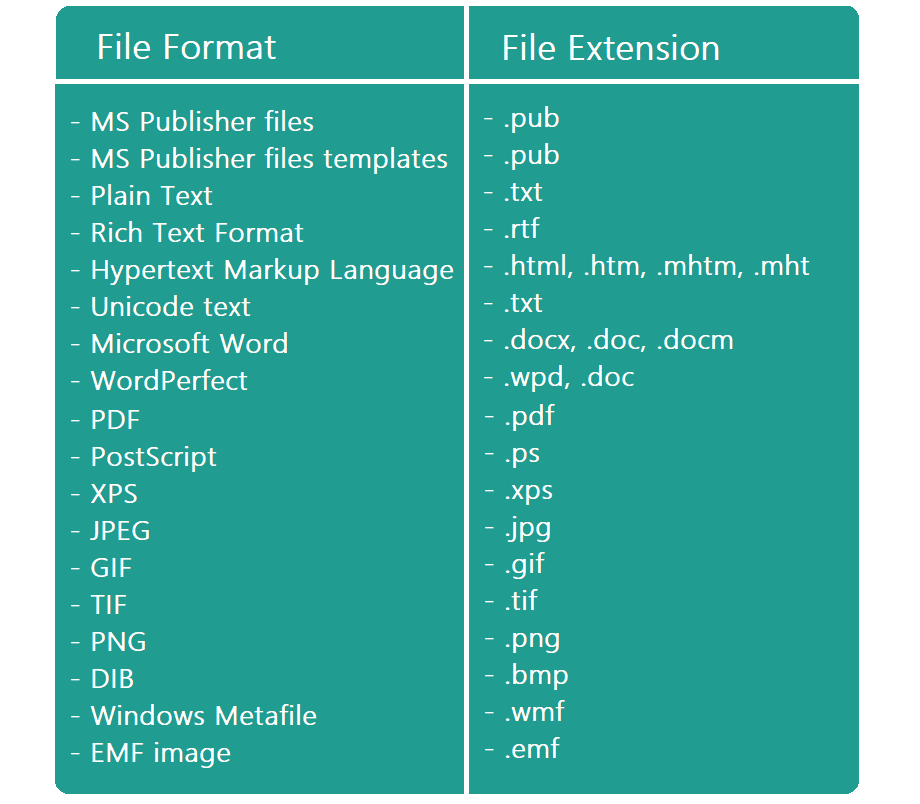 File Format
File Extension
- MS Publisher files
- .pub
- MS Publisher files templates
- .pub
- Plain Text
- .txt
- Rich Text Format
- .rtf
- Hypertext Markup Language
- .html, .htm, .mhtm, .mht
- Unicode text
- .txt
- Microsoft Word
- .docx, .doc, .docm
- WordPerfect
- .wpd, .doc
- PDF
- .pdf
- PostScript
- .ps
- XPS
- .xps
- JPEG
- .jpg
- GIF
- .gif
- TIF
- .tif
- PNG
- .png
- DIB
- .bmp
- Windows Metafile
- .wmf
- EMF image
- .emf